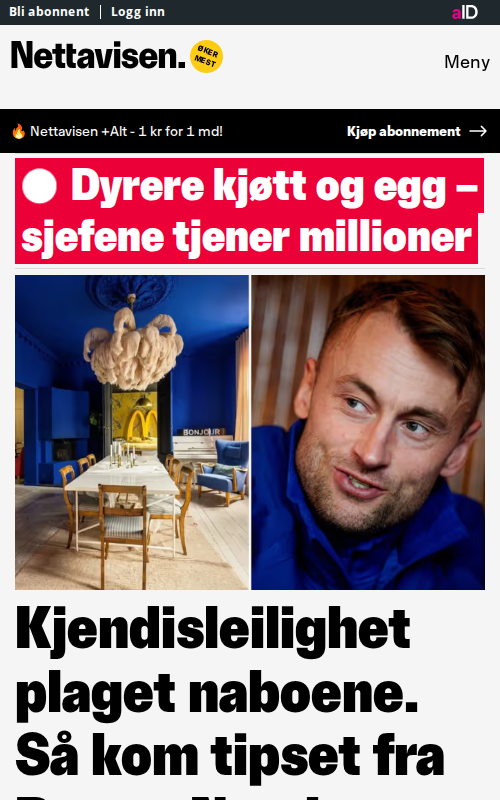 Bli abonnent
Logg inn
aID
Nettavisen.
ØKER
MEST
Meny
Nettavisen +Alt - 1 kr for 1 md!
Kjøp abonnement
Dyrere kjøtt og egg –
sjefene tjener millioner
BONJOUR
Kjendisleilighet
plaget naboene.
Så kom tipset fra